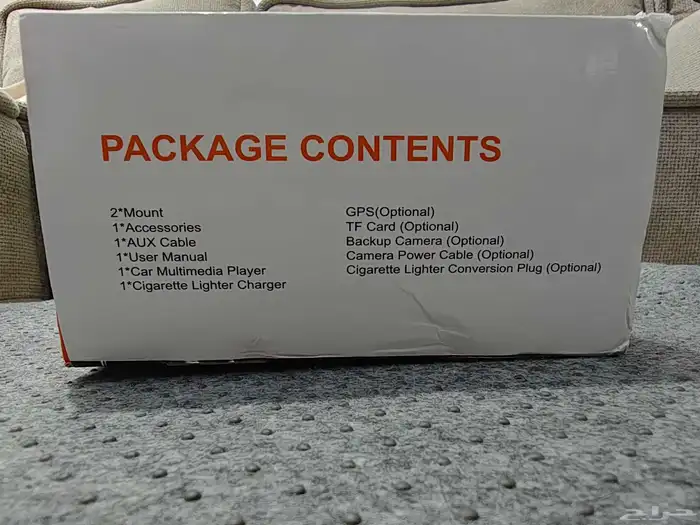 PACKAGE CONTENTS
2*Mount
1*Accessories
1*AUX Cable
1*User Manual
1*Car Multimedia Player
1*Cigarette Lighter Charger
GPS(Optional)
TF Card (Optional)
Backup Camera (Optional)
Camera Power Cable (Optional)
Cigarette Lighter Conversion Plug (Optional)
حراج